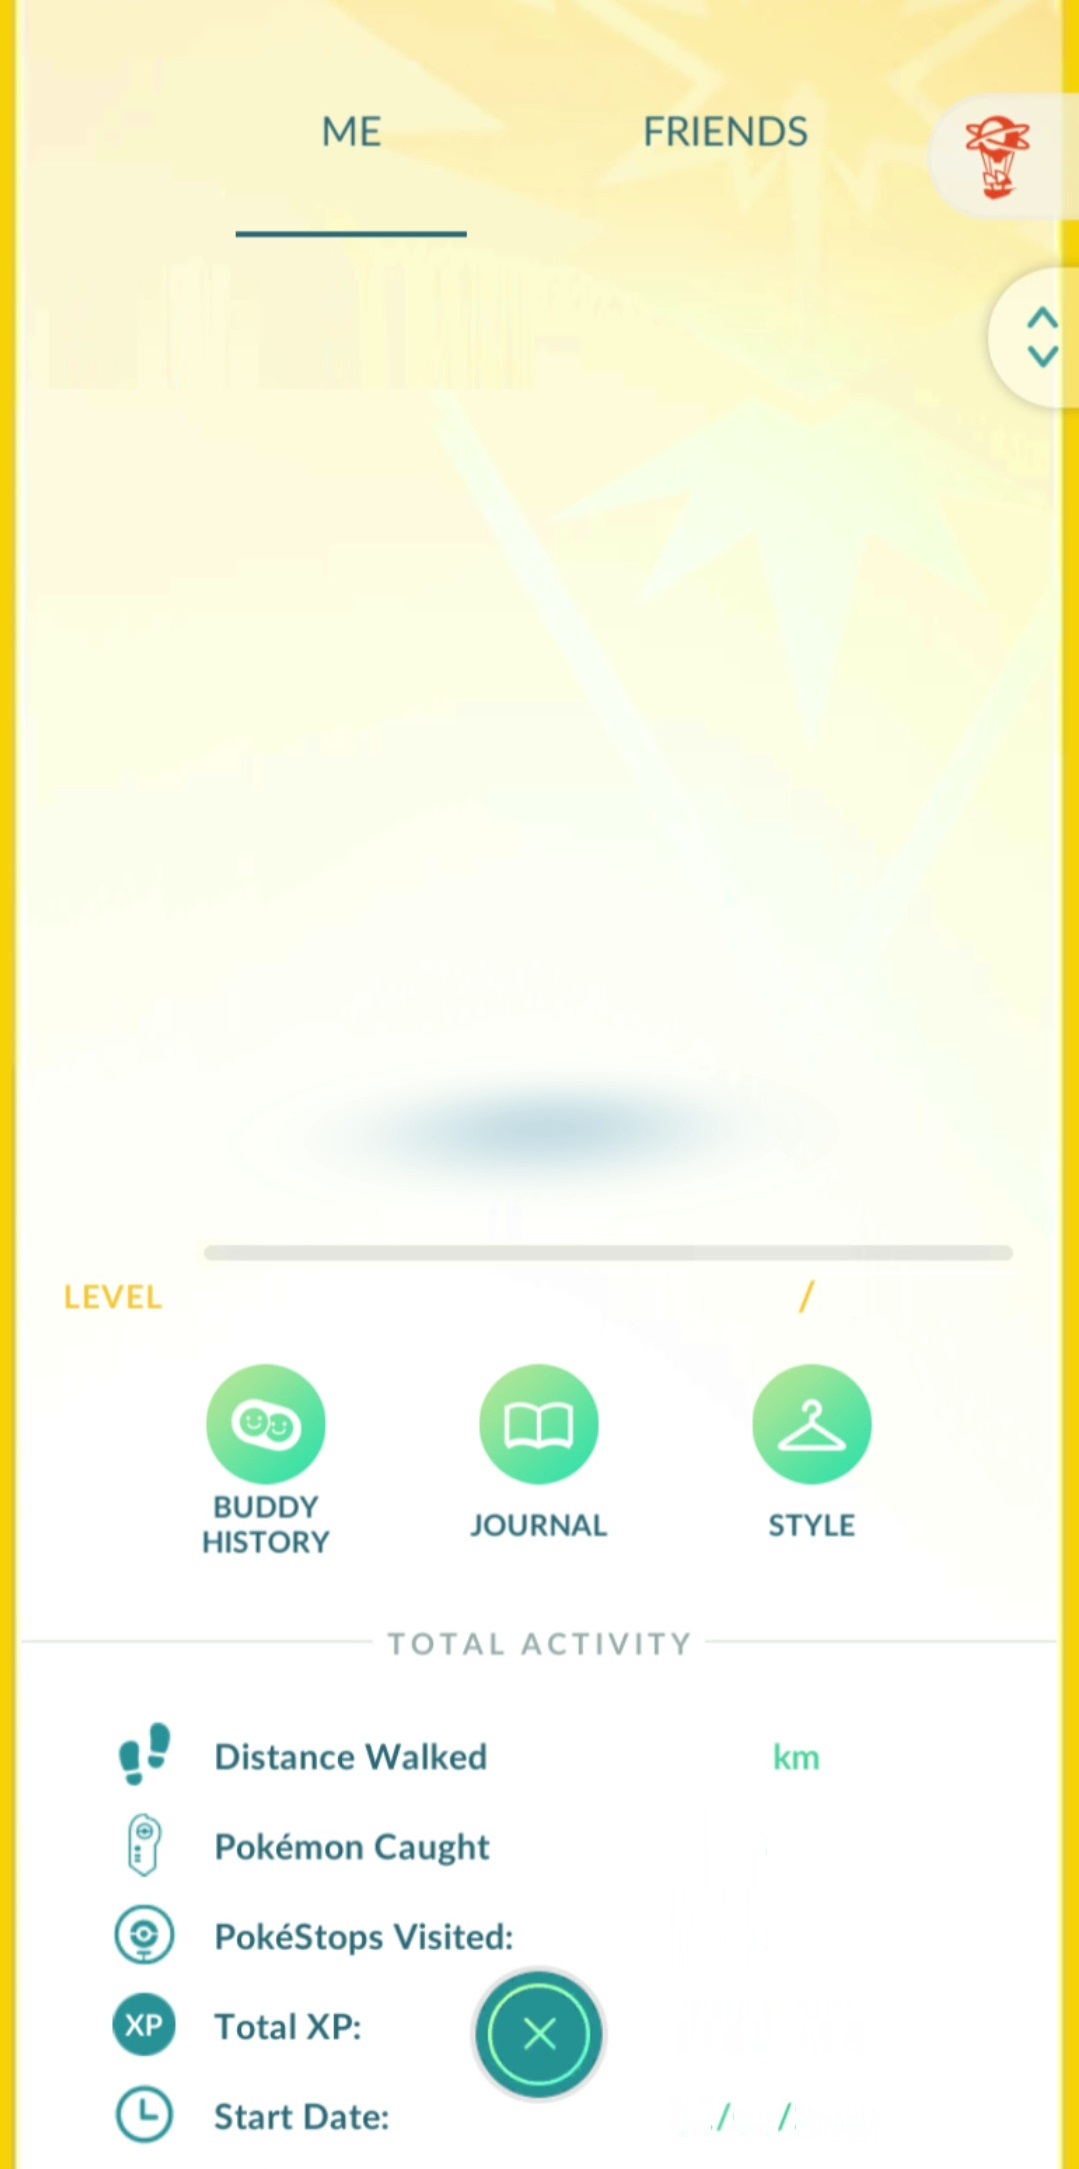 ME FRIENDS
LEVEL /
BUDDY
HISTORY
JOURNAL
STYLE
TOTAL ACTIVITY
Distance Walked km
Pokémon Caught
PokéStops Visited:
XP Total XP:
Start Date: / /